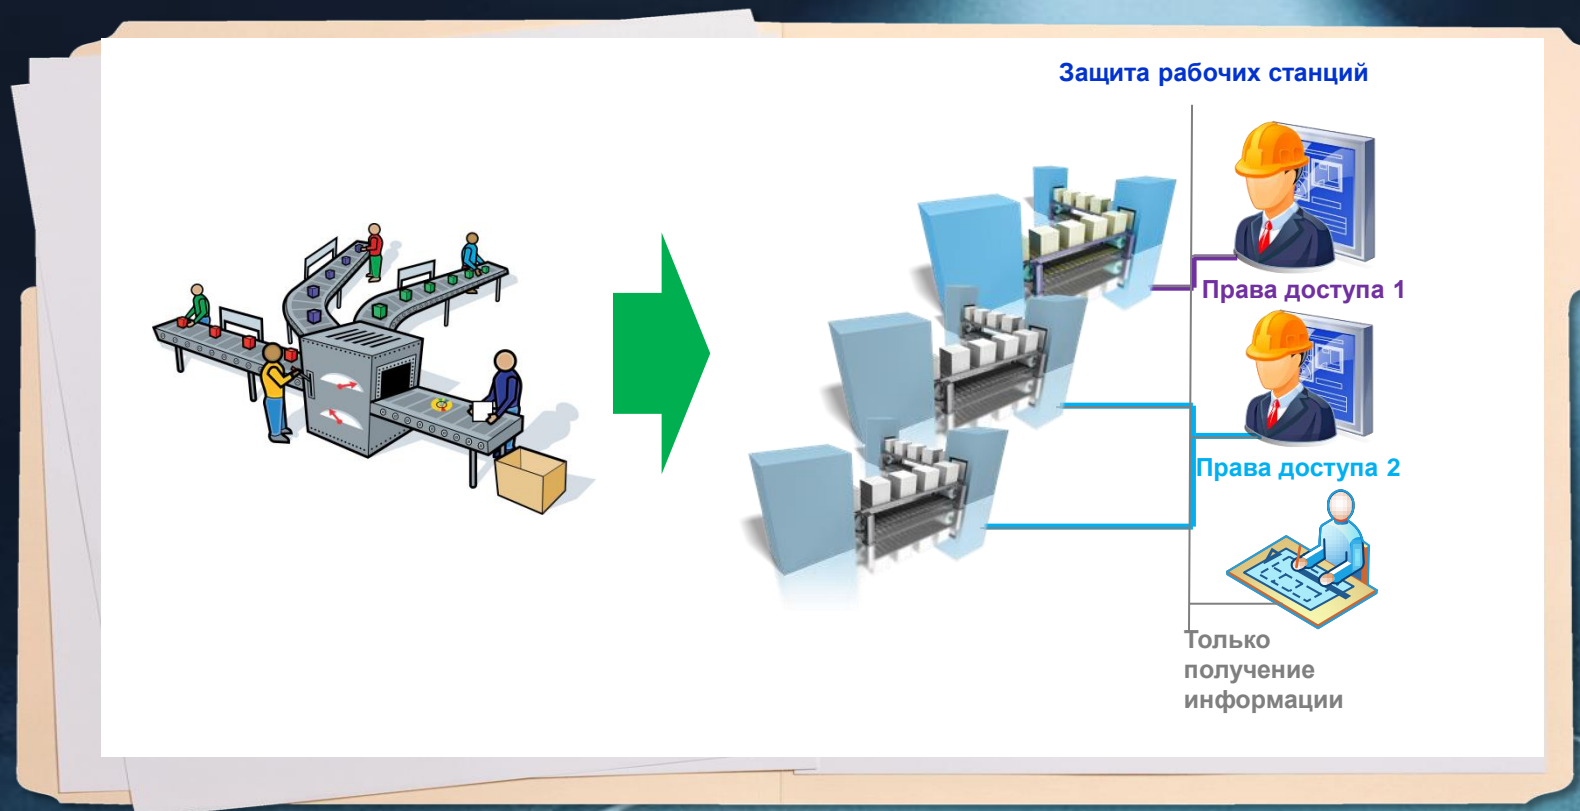 Защита рабочих станций
Права доступа 1
Права доступа 2
Только
получение
информации